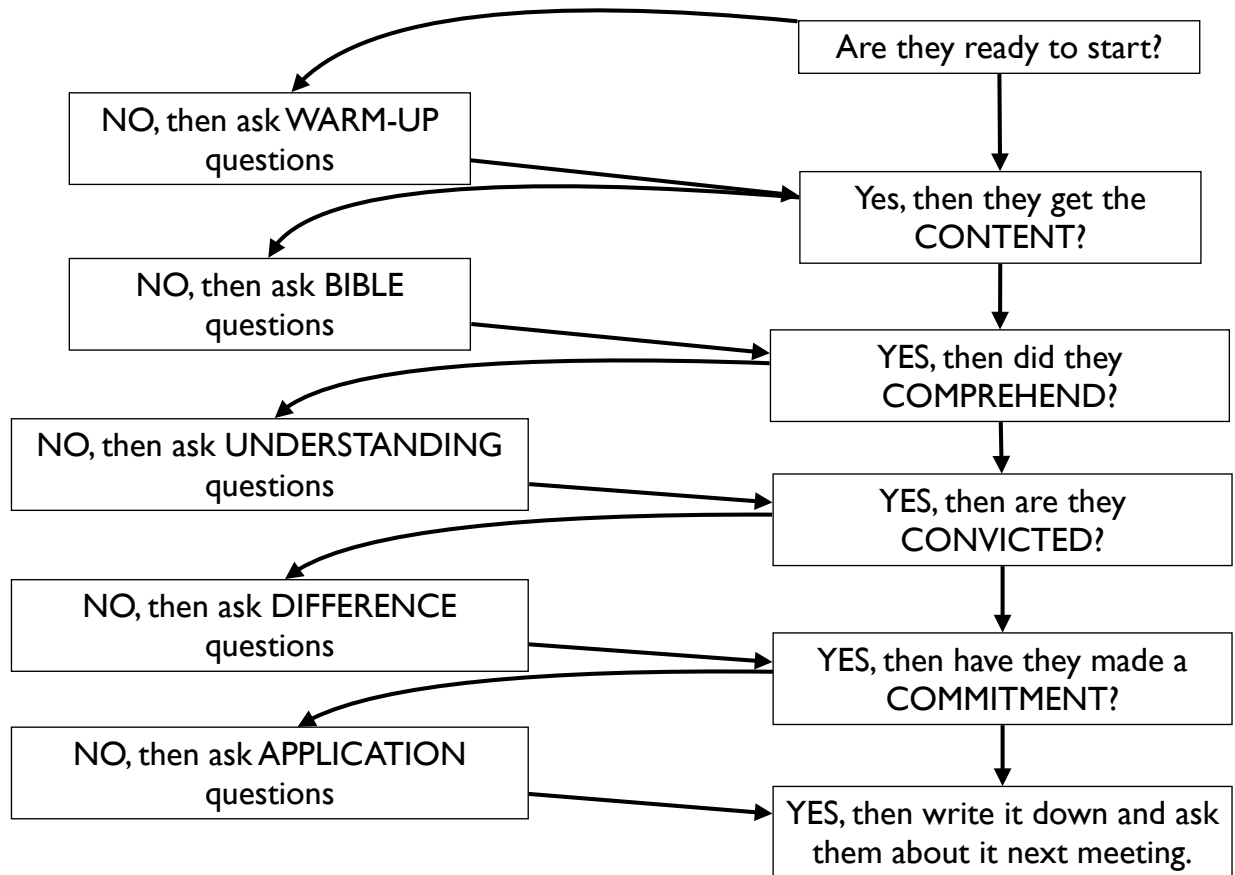 Are they ready to start?
NO, then ask WARM-UP
questions
Yes, then they get the
CONTENT?
NO, then ask BIBLE
questions
YES, then did they
COMPREHEND?
NO, then ask UNDERSTANDING
questions
YES, then are they
CONVICTED?
NO, then ask DIFFERENCE
questions
YES, then have they made a
COMMITMENT?
NO, then ask APPLICATION
questions
YES, then write it down and ask
them about it next meeting.